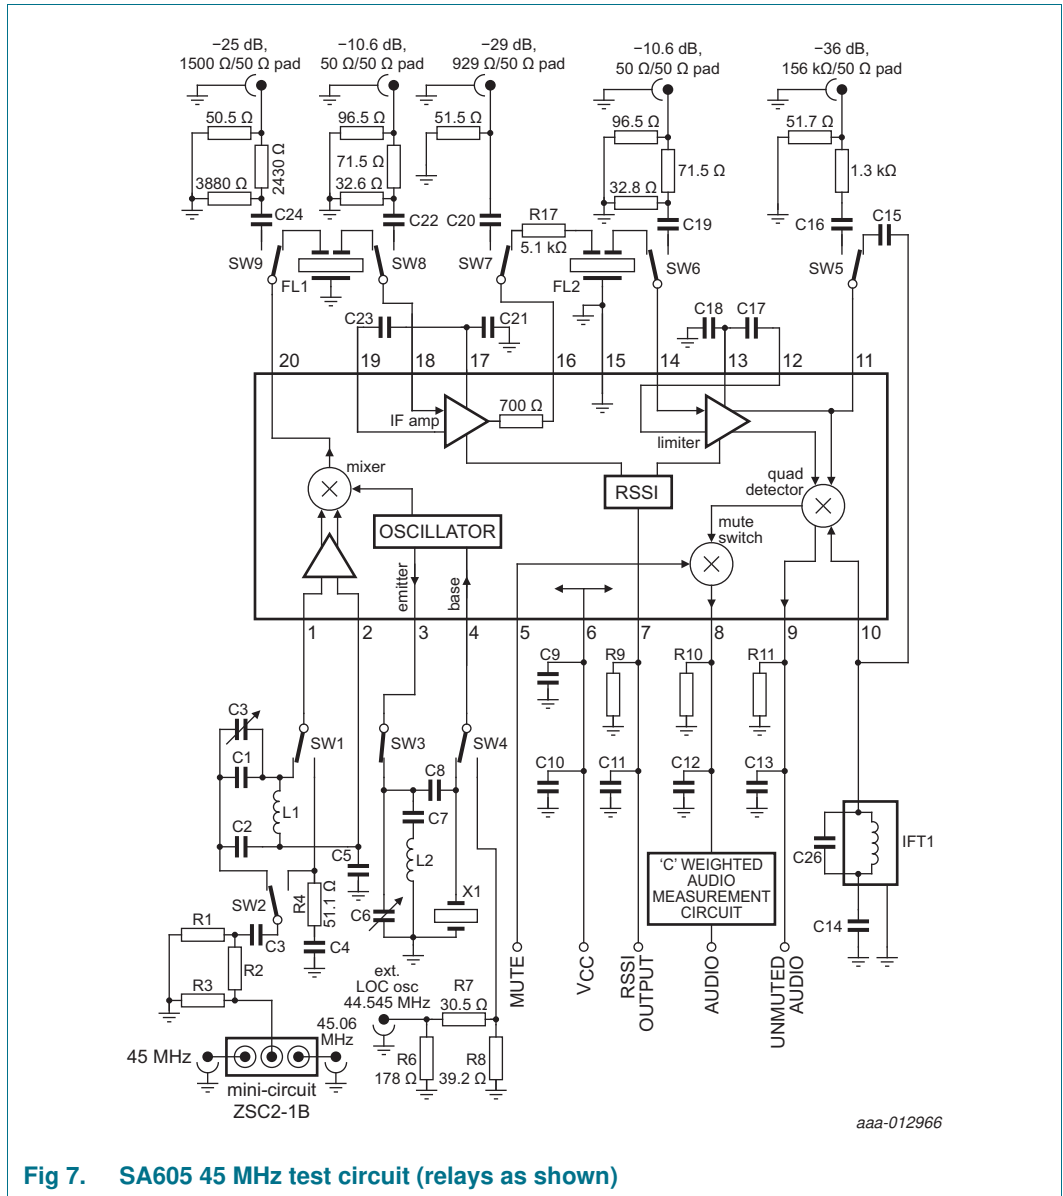 −25 dB,
1500 Ω/50 Ω pad
−10.6 dB,
50 Ω/50 Ω pad
−29 dB,
929 Ω/50 Ω pad
−10.6 dB,
50 Ω/50 Ω pad
−36 dB,
156 kΩ/50 Ω pad
50.5 Ω
96.5 Ω
51.5 Ω
96.5 Ω
51.7 Ω
2430 Ω
71.5 Ω
71.5 Ω
1.3 kΩ
3880 Ω
32.6 Ω
32.8 Ω
C24
C22
C20
R17
C19
C16
C15
5.1 kΩ
SW9
FL1
SW8
SW7
FL2
SW6
SW5
C23
C21
C18
C17
20
19
18
17
16
15
14
13
12
11
IF amp
700 Ω
limiter
mixer
RSSI
quad
detector
OSCILLATOR
mute
switch
emitter
base
1
2
3
4
5
6
7
8
9
10
C9
R9
R10
R11
C3
SW1
SW3
SW4
C1
C8
C10
C11
C12
C13
L1
C7
C2
C5
L2
C26
IFT1
'C' WEIGHTED
AUDIO
MEASUREMENT
CIRCUIT
SW2
R4
51.1 Ω
C6
X1
R1
C3
C4
C14
R2
R3
MUTE
VCC
RSSI
OUTPUT
AUDIO
UNMUTED
AUDIO
ext.
LOC osc
44.545 MHz
R7
30.5 Ω
45.06
MHz
45 MHz
R6
178 Ω
R8
39.2 Ω
mini-circuit
ZSC2-1B
aaa-012966
Fig 7. SA605 45 MHz test circuit (relays as shown)